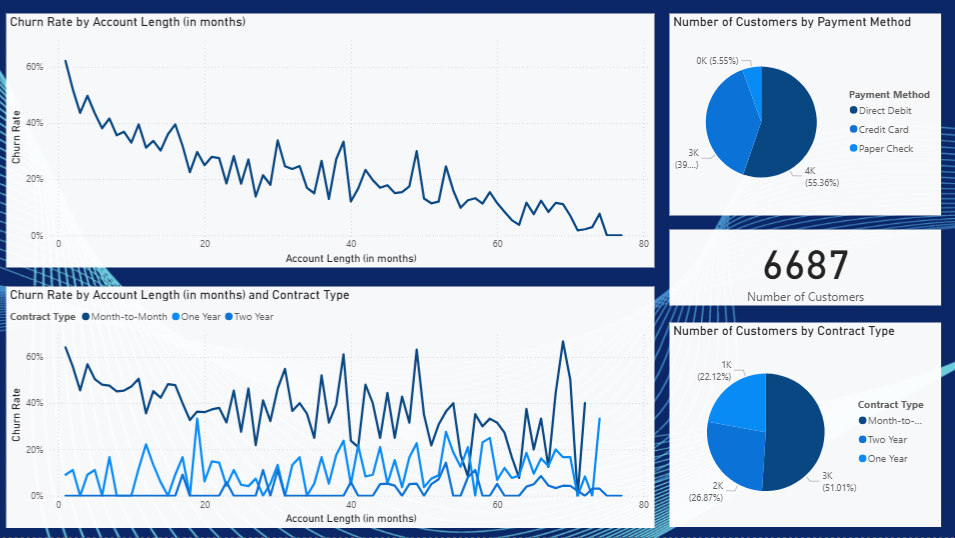 Churn Rate by Account Length (in months)
60%
40%
20%
0%
Churn Rate
0 20 40 60 80
Account Length (in months)
Churn Rate by Account Length (in months) and Contract Type
Contract Type Month-to-Month One Year Two Year
60%
40%
20%
0%
Churn Rate
0 20 40 60 80
Account Length (in months)
Number of Customers by Payment Method
0K (5.55%)
3K
(39...)
4K
(55.36%)
Payment Method
Direct Debit
Credit Card
Paper Check
6687
Number of Customers
Number of Customers by Contract Type
1K
(22.12%)
2K
(26.87%)
3K
(51.01%)
Contract Type
Month-to-...
Two Year
One Year